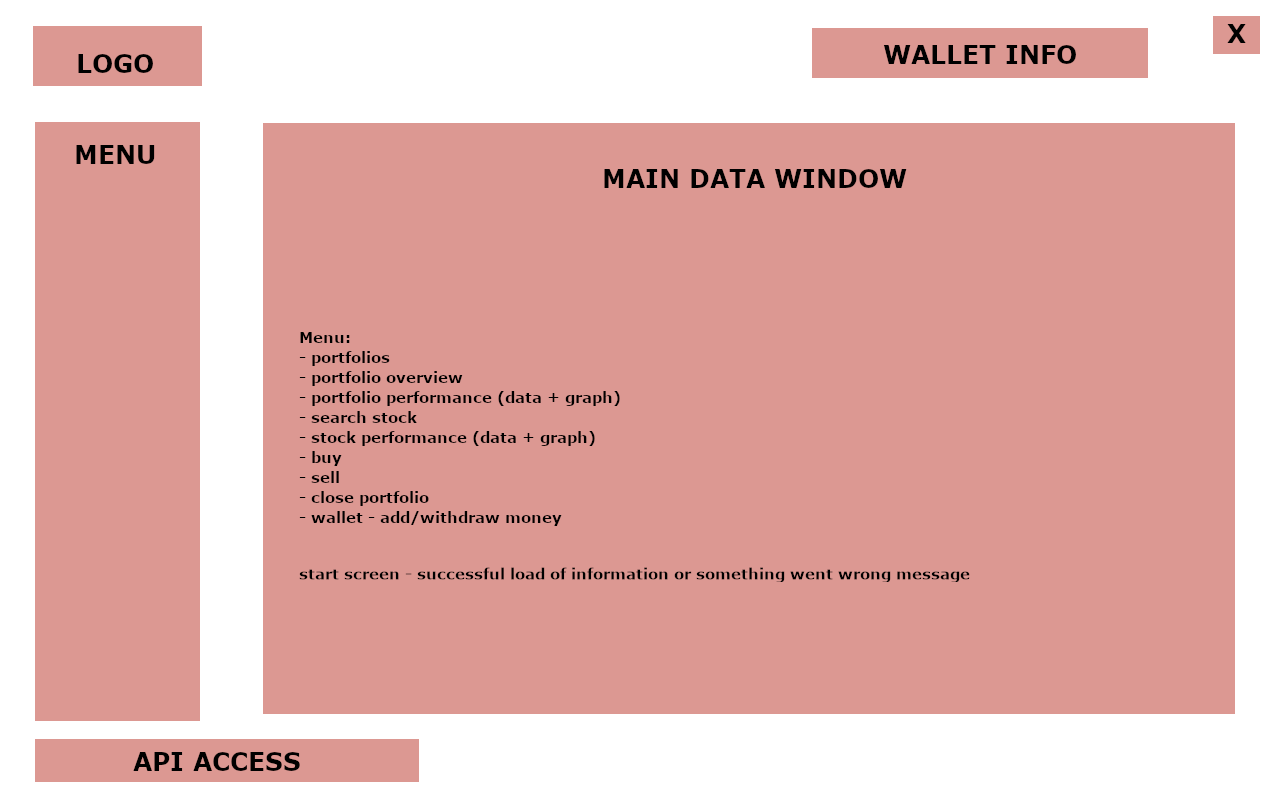 LOGO
WALLET INFO
X
MENU
MAIN DATA WINDOW
Menu:
- portfolios
- portfolio overview
- portfolio performance (data + graph)
- search stock
- stock performance (data + graph)
- buy
- sell
- close portfolio
- wallet - add/withdraw money
start screen - successful load of information or something went wrong message
API ACCESS